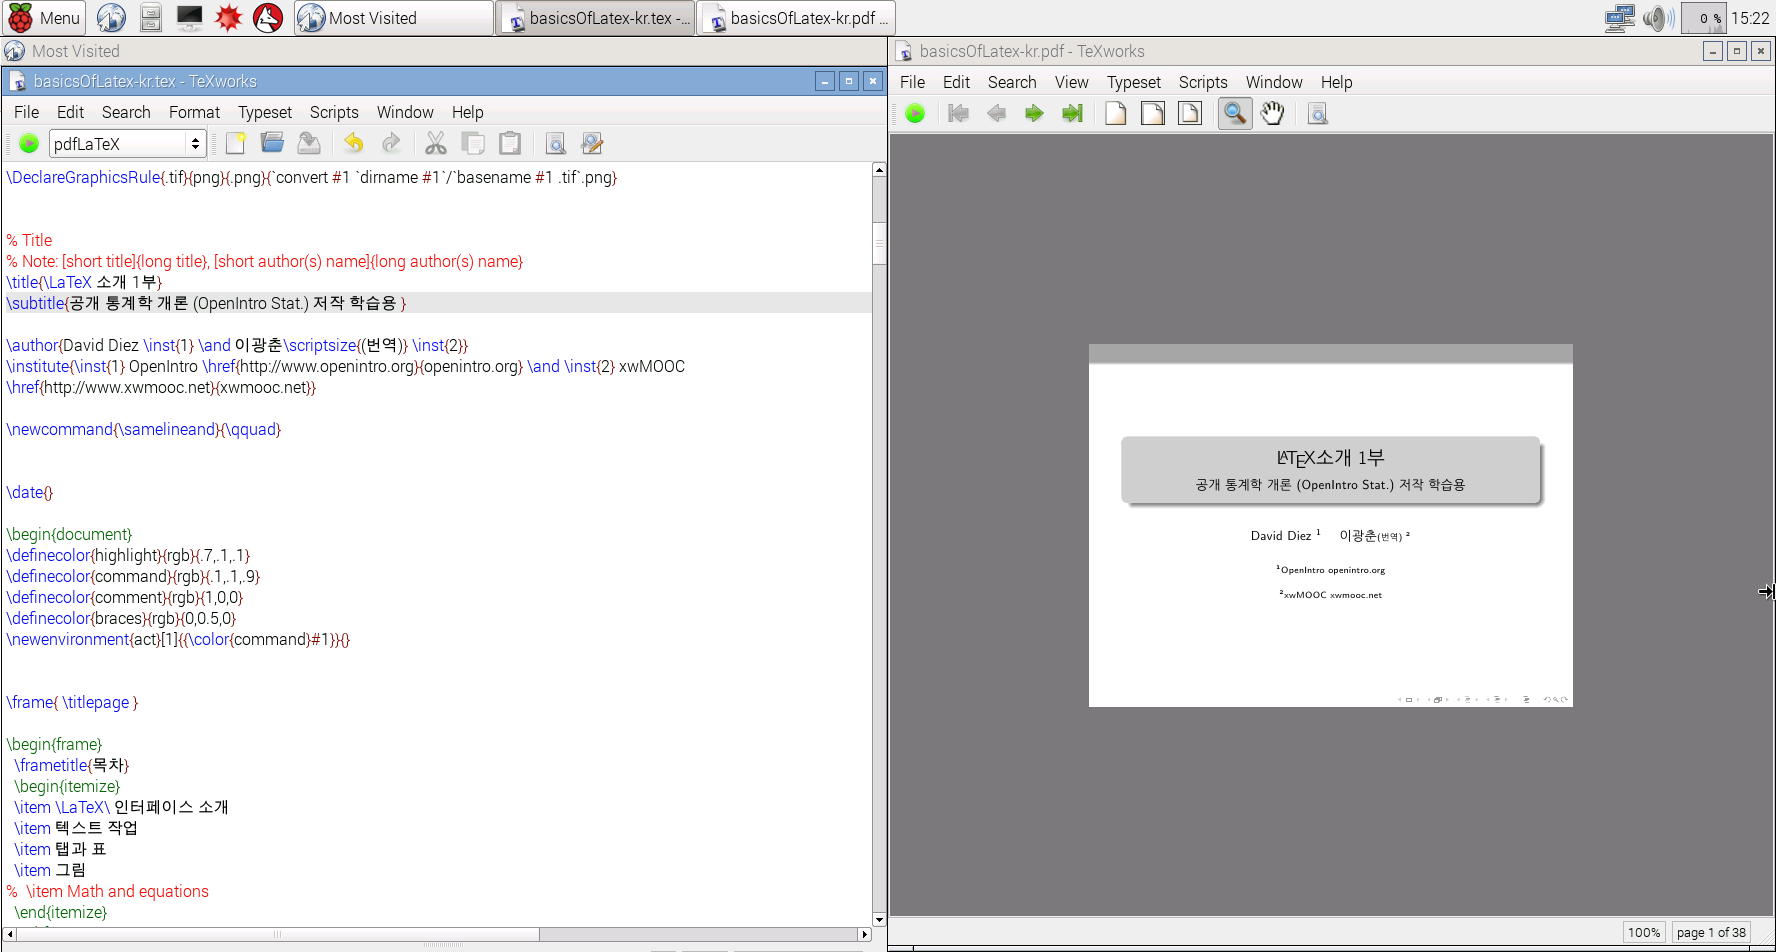 Menu
Most Visited
basicsOfLatex-kr.tex -...
basicsOfLatex-kr.pdf ...
0 %
15:22
Most Visited
basicsOfLatex-kr.tex - TeXworks
File Edit Search Format Typeset Scripts Window Help
pdfLaTeX
\DeclareGraphicsRule{.tif}{png}{.png}{`convert #1 `dirname #1`/`basename #1 .tif`.png}
% Title
% Note: [short title]{long title}, [short author(s) name]{long author(s) name}
\title{\LaTeX 소개 1부}
\subtitle{공개 통계학 개론 (OpenIntro Stat.) 저작 학습용 }
\author{David Diez \inst{1} \and 이광춘\scriptsize{(번역)} \inst{2}}
\institute{\inst{1} OpenIntro \href{http://www.openintro.org}{openintro.org} \and \inst{2} xwMOOC
\href{http://www.xwmooc.net}{xwmooc.net}}
\newcommand{\samelineand}{\qquad}
\date{}
\begin{document}
\definecolor{highlight}{rgb}{.7,.1,.1}
\definecolor{command}{rgb}{.1,.1,.9}
\definecolor{comment}{rgb}{1,0,0}
\definecolor{braces}{rgb}{0,0.5,0}
\newenvironment{act}[1]{{\color{command}#1}}{}
\frame{ \titlepage }
\begin{frame}
\frametitle{목차}
\begin{itemize}
\item \LaTeX\ 인터페이스 소개
\item 텍스트 작업
\item 탭과 표
\item 그림
% \item Math and equations
\end{itemize}
basicsOfLatex-kr.pdf - TeXworks
File Edit Search View Typeset Scripts Window Help
LATEX소개 1부
공개 통계학 개론 (OpenIntro Stat.) 저작 학습용
David Diez 1 이광춘(번역) 2
1OpenIntro openintro.org
2xwMOOC xwmooc.net
100%
page 1 of 38